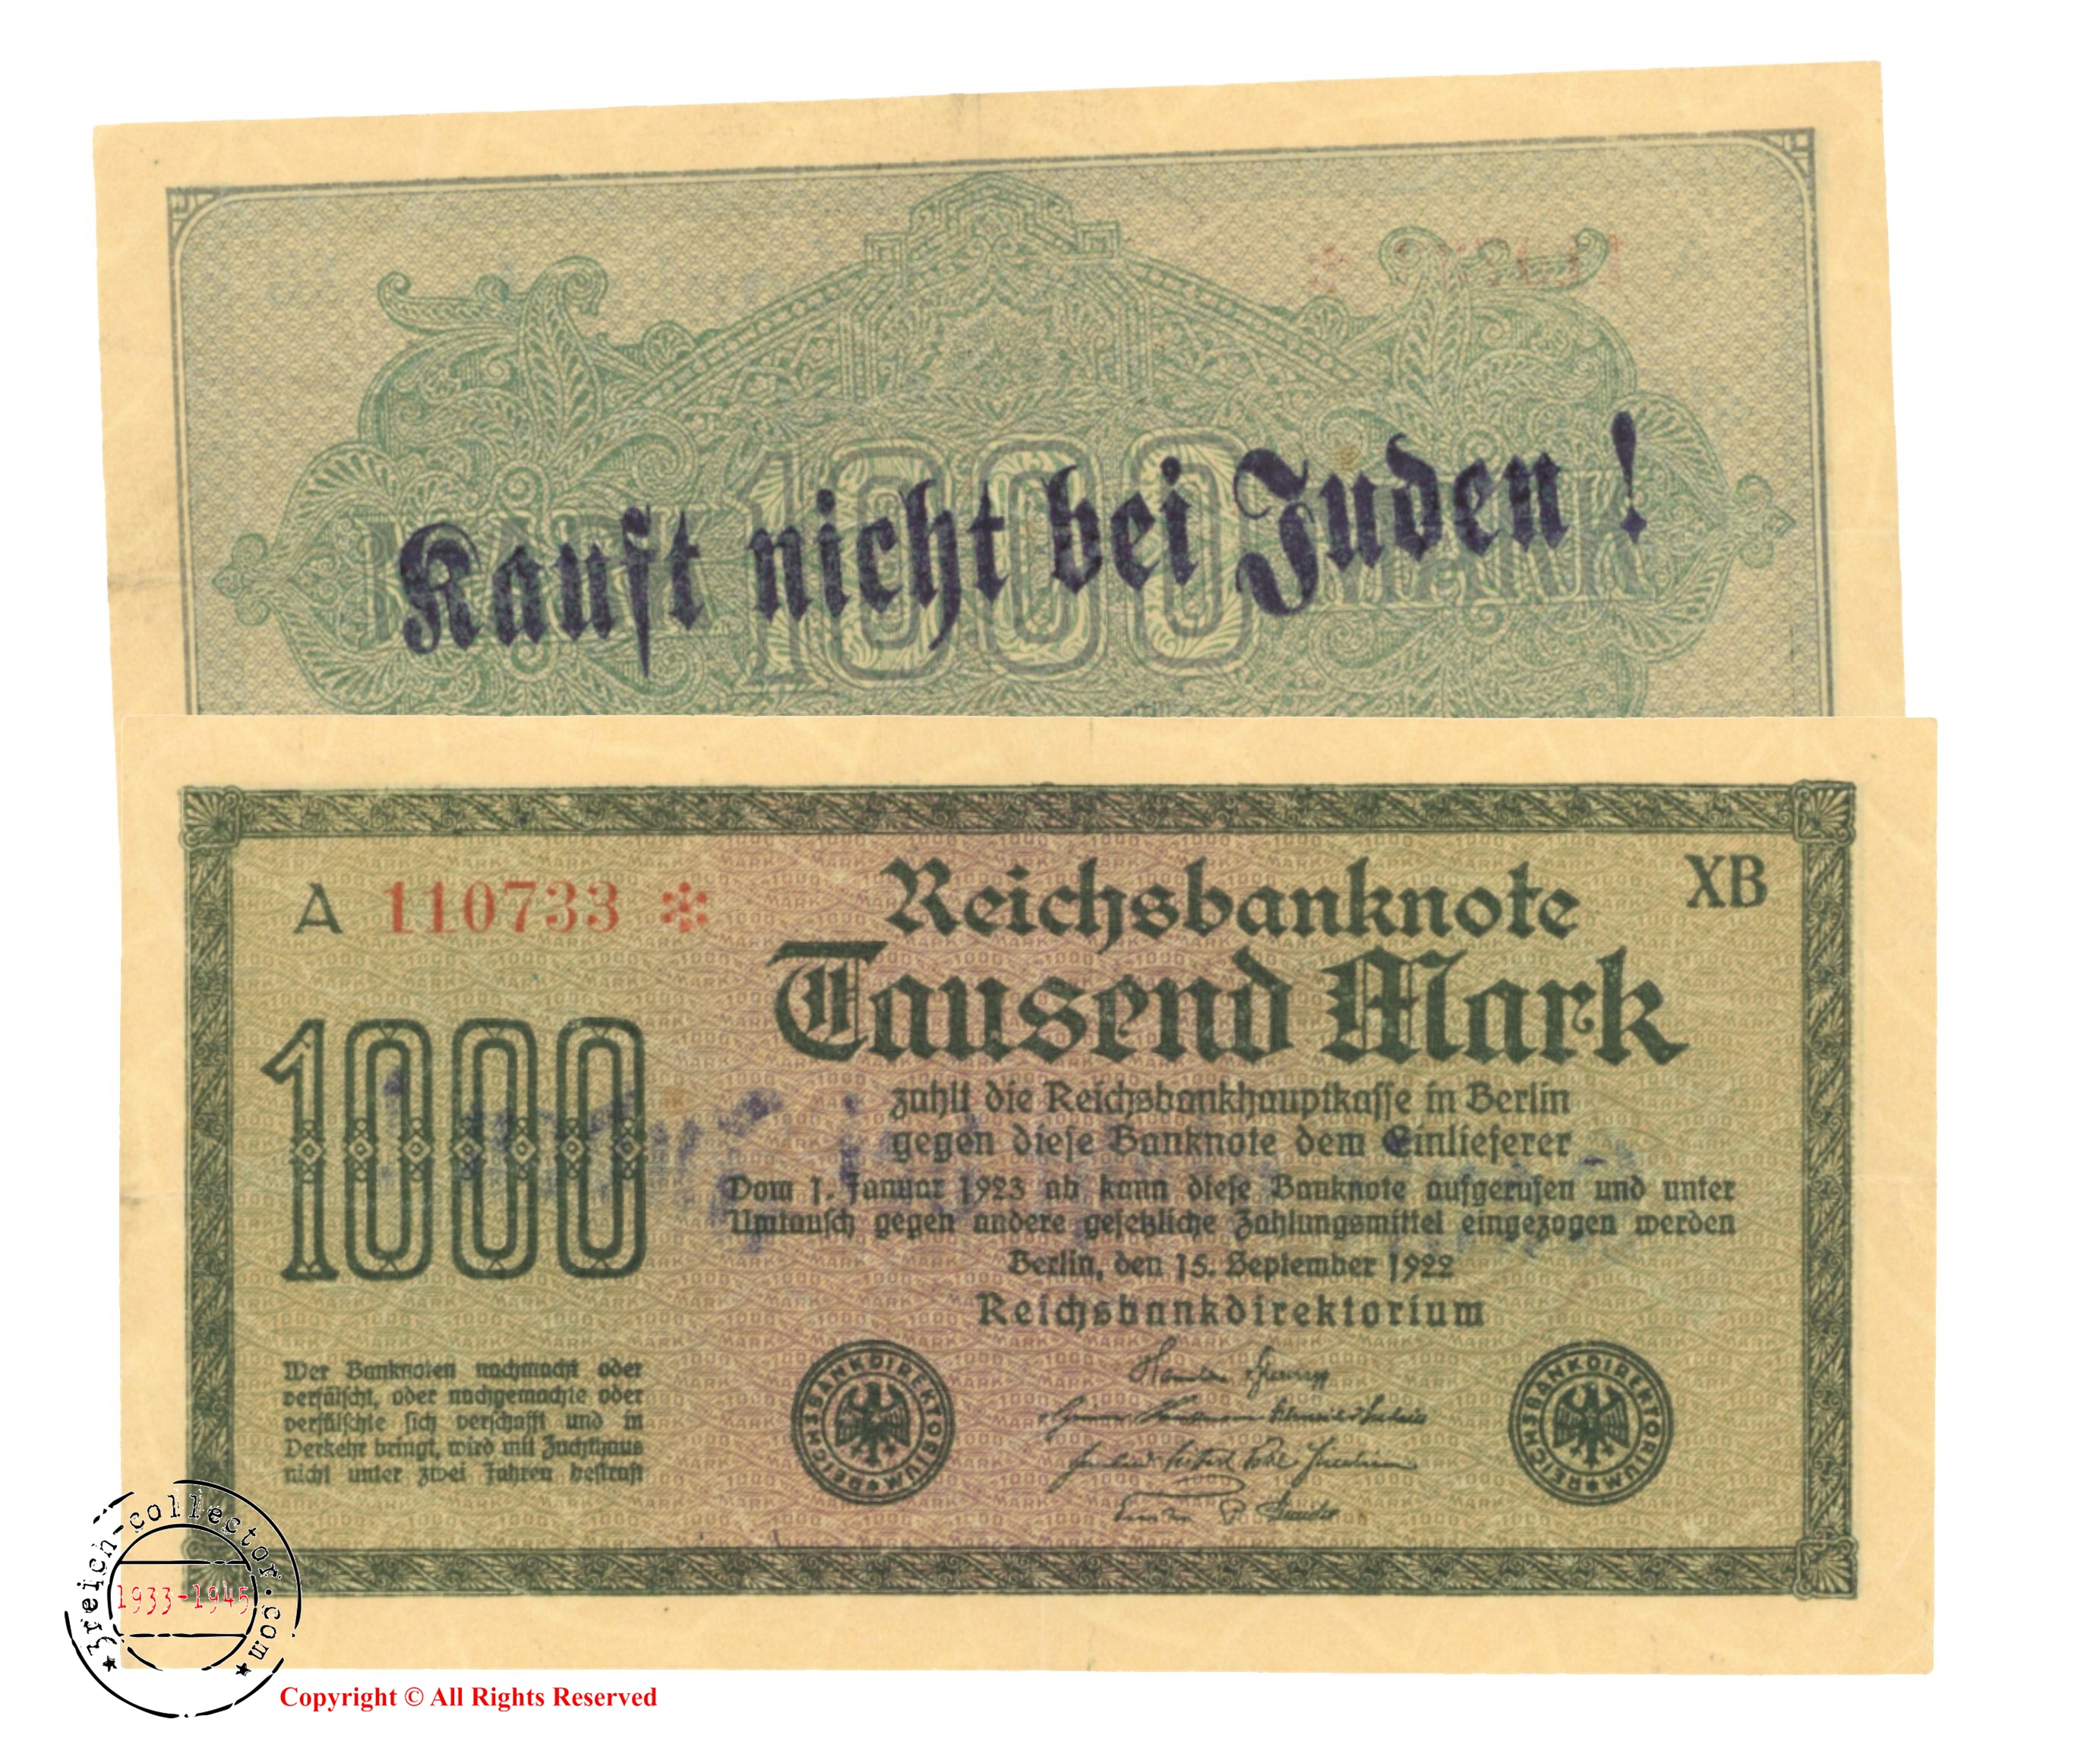 Kauft nicht bei Juden !
MARK 1000 MARK
A 110733 * XB
Reichsbanknote
Tausend Mark
1000
zahlt die Reichsbankhauptkasse in Berlin
gegen diese Banknote dem Einlieferer
Vom 1. Januar 1923 ab kann diese Banknote aufgerufen und unter
Umtausch gegen andere gesetzliche Zahlungsmittel eingezogen werden
Berlin, den 15. September 1922
Reichsbankdirektorium
Wer Banknoten nachmacht oder
verfälscht, oder nachgemachte oder
verfälschte sich verschafft und in
Verkehr bringt, wird mit Zuchthaus
nicht unter zwei Jahren bestraft
REICHSBANKDIREKTORIUM
REICHSBANKDIREKTORIUM
3reich-collector.com
1933-1945
Copyright © All Rights Reserved